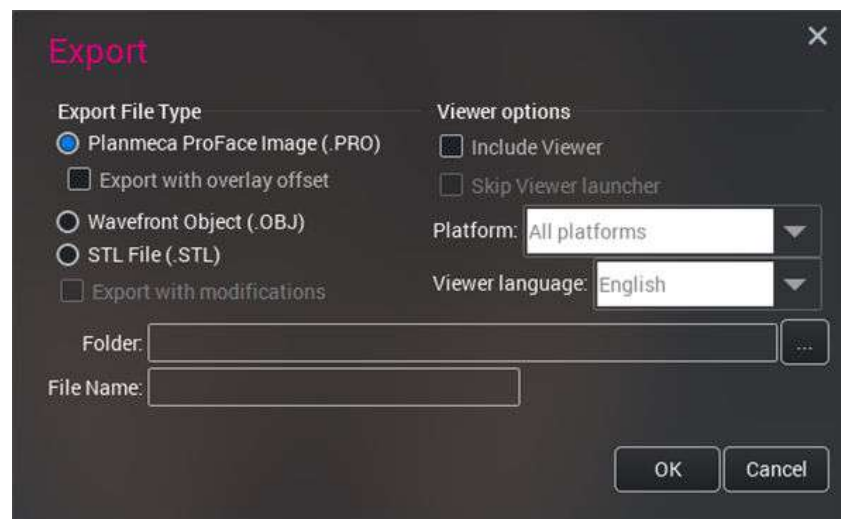 Export
Export File Type
Planmeca ProFace Image (.PRO)
Export with overlay offset
Wavefront Object (.OBJ)
STL File (.STL)
Export with modifications
Viewer options
Include Viewer
Skip Viewer launcher
Platform: All platforms
Viewer language: English
Folder: ...
File Name:
OK Cancel